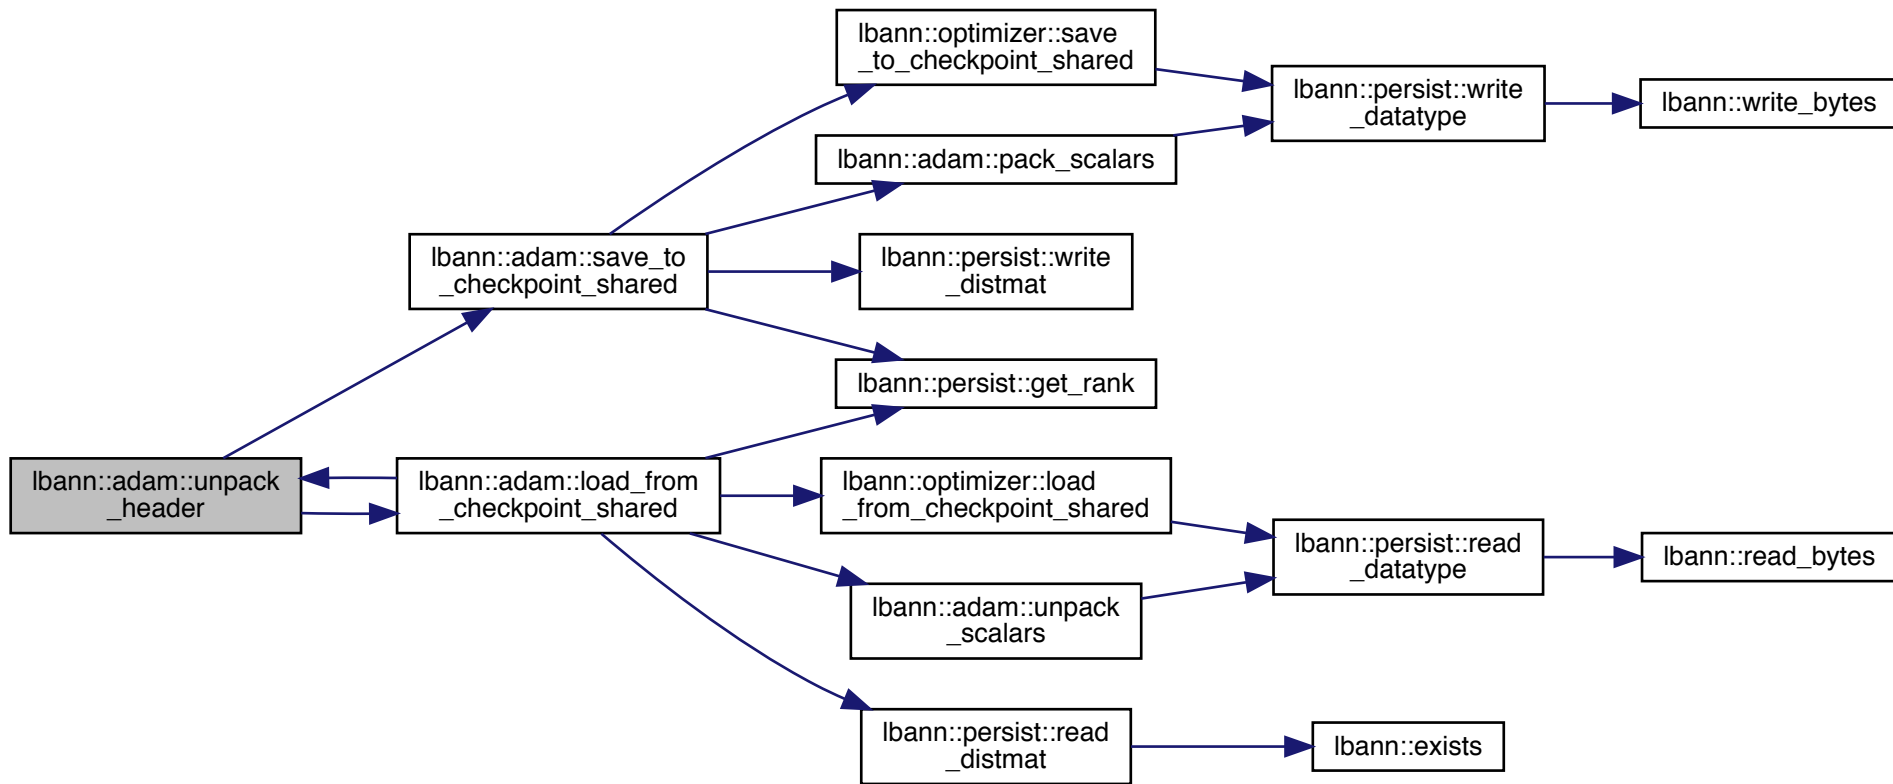 lbann::optimizer::save
_to_checkpoint_shared
lbann::persist::write
_datatype
lbann::write_bytes
lbann::adam::pack_scalars
lbann::adam::save_to
_checkpoint_shared
lbann::persist::write
_distmat
lbann::persist::get_rank
lbann::adam::unpack
_header
lbann::adam::load_from
_checkpoint_shared
lbann::optimizer::load
_from_checkpoint_shared
lbann::persist::read
_datatype
lbann::read_bytes
lbann::adam::unpack
_scalars
lbann::persist::read
_distmat
lbann::exists